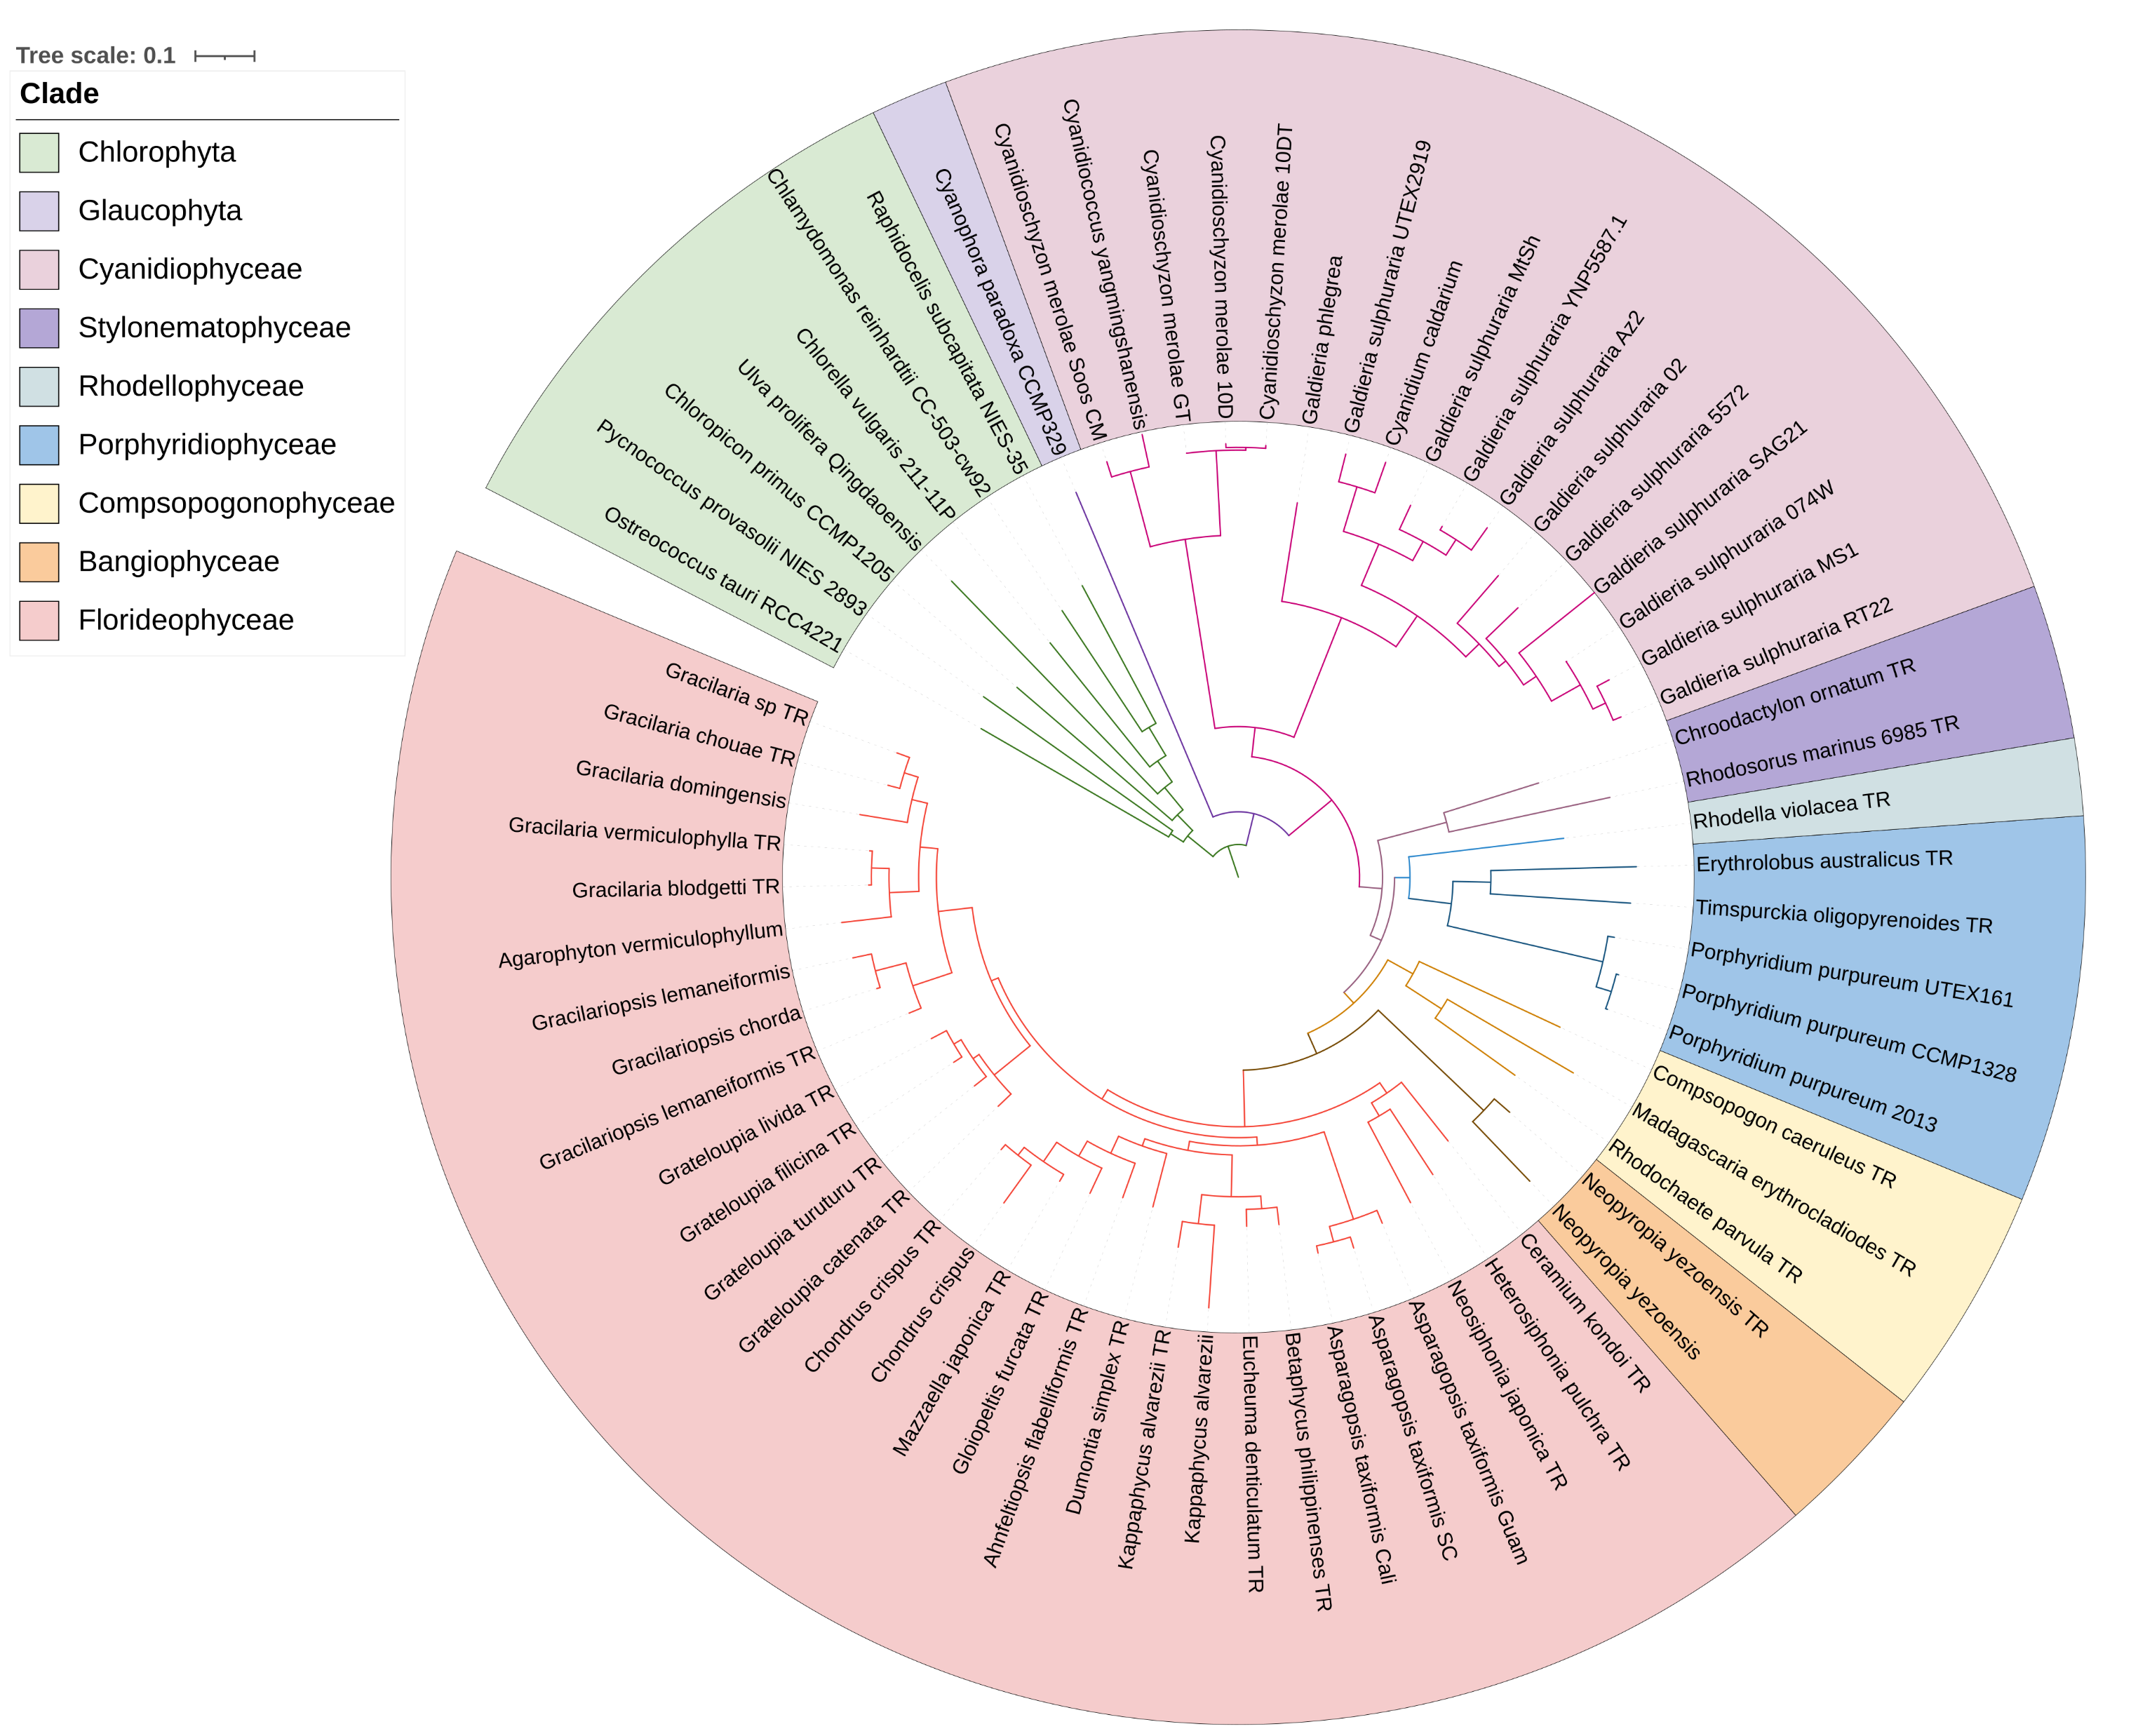 Tree scale: 0.1
Clade
Chlorophyta
Glaucophyta
Cyanidiophyceae
Stylonematophyceae
Rhodellophyceae
Porphyridiophyceae
Compsopogonophyceae
Bangiophyceae
Florideophyceae
Ostreococcus tauri RCC4221
Pycnococcus provasolii NIES 2893
Chloropicon primus CCMP1205
Ulva prolifera Qingdaoensis
Chlorella vulgaris 211-11P
Chlamydomonas reinhardtii CC-503-cw92
Raphidocelis subcapitata NIES-35
Cyanophora paradoxa CCMP329
Cyanidioschyzon merolae Soos CM
Cyanidiococcus yangmingshanensis
Cyanidioschyzon merolae GT
Cyanidioschyzon merolae 10D
Cyanidioschyzon merolae 10DT
Galdieria phlegrea
Galdieria sulphuraria UTEX2919
Cyanidium caldarium
Galdieria sulphuraria MtSh
Galdieria sulphuraria YNP5587.1
Galdieria sulphuraria Az2
Galdieria sulphuraria 02
Galdieria sulphuraria 5572
Galdieria sulphuraria SAG21
Galdieria sulphuraria 074W
Galdieria sulphuraria MS1
Galdieria sulphuraria RT22
Chroodactylon ornatum TR
Rhodosorus marinus 6985 TR
Rhodella violacea TR
Erythrolobus australicus TR
Timspurckia oligopyrenoides TR
Porphyridium purpureum UTEX161
Porphyridium purpureum CCMP1328
Porphyridium purpureum 2013
Compsopogon caeruleus TR
Madagascaria erythrocladiodes TR
Rhodochaete parvula TR
Neopyropia yezoensis TR
Neopyropia yezoensis
Ceramium kondoi TR
Heterosiphonia pulchra TR
Neosiphonia japonica TR
Asparagopsis taxiformis Guam
Asparagopsis taxiformis SC
Asparagopsis taxiformis Cali
Betaphycus philippinenses TR
Eucheuma denticulatum TR
Kappaphycus alvarezii
Kappaphycus alvarezii TR
Dumontia simplex TR
Ahnfeltiopsis flabelliformis TR
Gloiopeltis furcata TR
Mazzaella japonica TR
Chondrus crispus
Chondrus crispus TR
Grateloupia catenata TR
Grateloupia turuturu TR
Grateloupia filicina TR
Grateloupia livida TR
Gracilariopsis lemaneiformis TR
Gracilariopsis chorda
Gracilariopsis lemaneiformis
Agarophyton vermiculophyllum
Gracilaria blodgetti TR
Gracilaria vermiculophylla TR
Gracilaria domingensis
Gracilaria chouae TR
Gracilaria sp TR